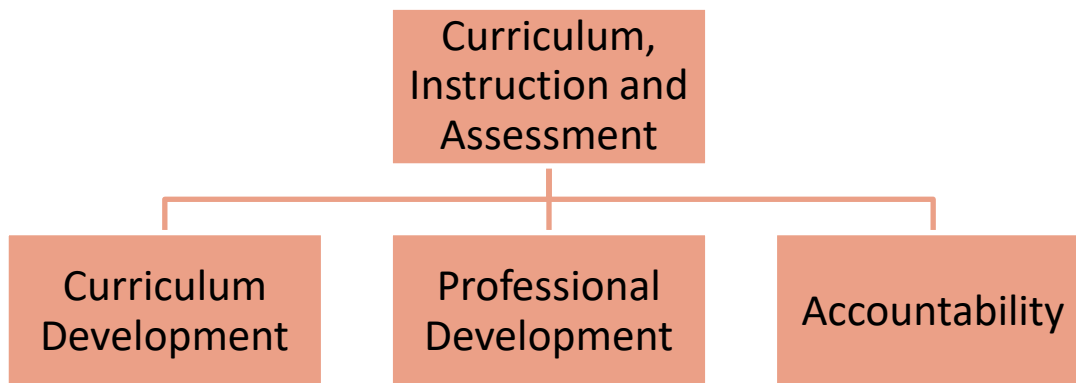 Curriculum,
Instruction and
Assessment
Curriculum
Development
Professional
Development
Accountability